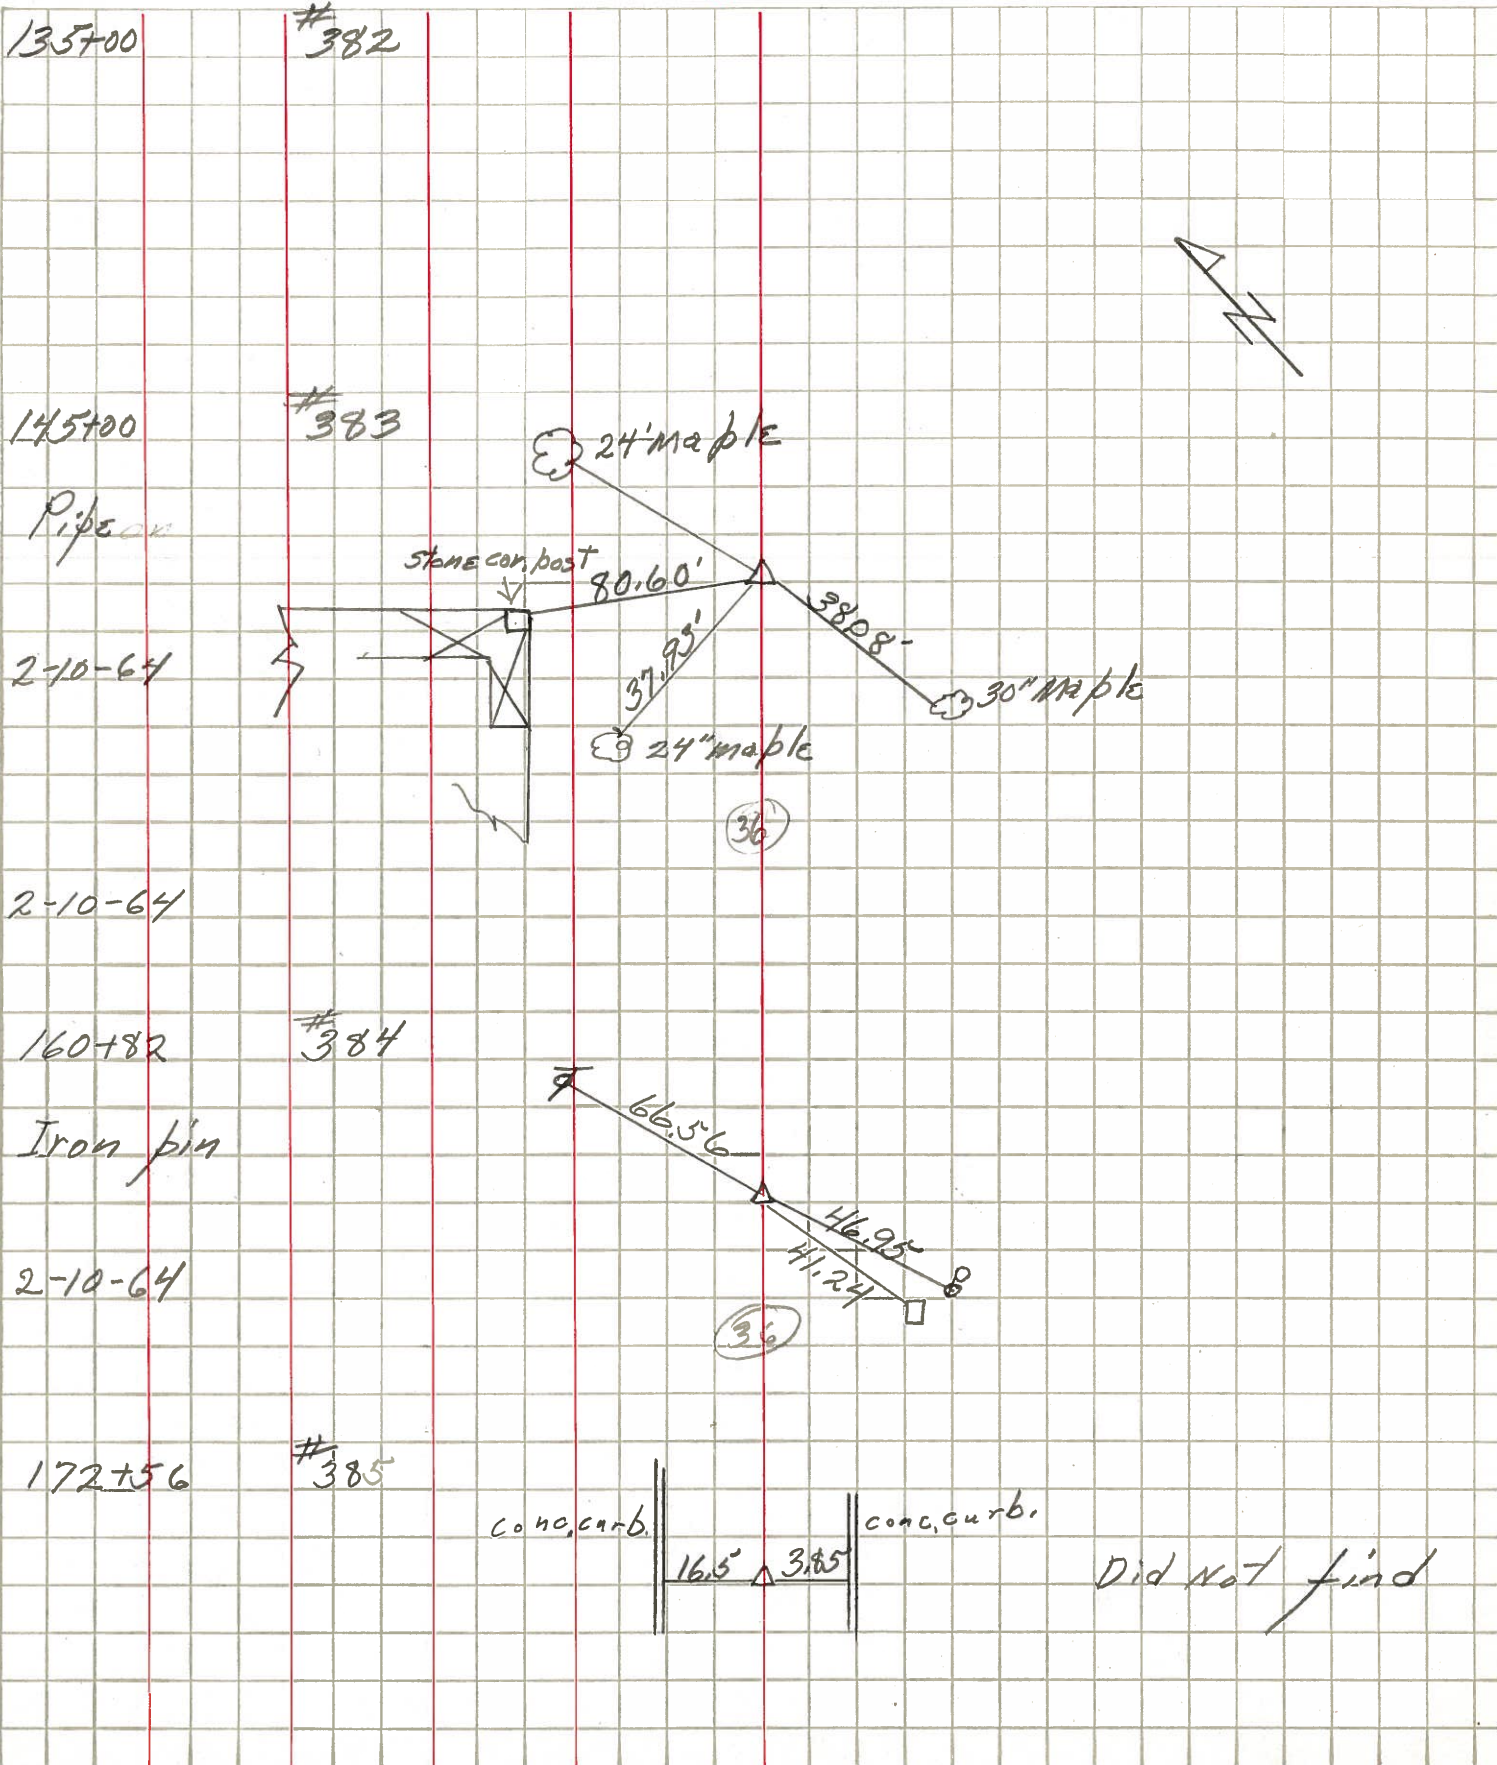 135+00 #382
145+00 #383
24'Maple
Pipe
stone cor. post
80.60'
38.08'
37.93'
2-10-64
30" Maple
24" maple
36
2-10-64
160+82 #384
66.56
Iron pin
46.95
41.24
2-10-64
36
172+56 #385
conc. curb. conc. curb.
16.5 3.85 Did Not find